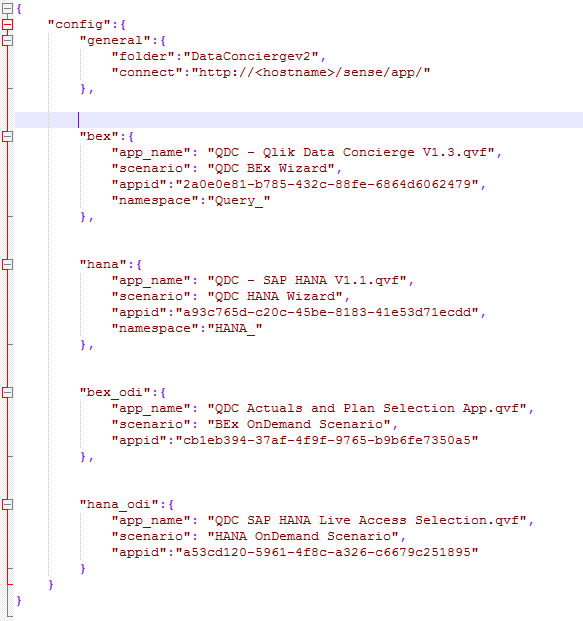 {
"config":{
"general":{
"folder":"DataConciergev2",
"connect":"http://<hostname>/sense/app/"
},
"bex":{
"app_name": "QDC - Qlik Data Concierge V1.3.qvf",
"scenario": "QDC BEx Wizard",
"appid":"2a0e0e81-b785-432c-88fe-6864d6062479",
"namespace":"Query_"
},
"hana":{
"app_name": "QDC - SAP HANA V1.1.qvf",
"scenario": "QDC HANA Wizard",
"appid":"a93c765d-c20c-45be-8183-41e53d71ecdd",
"namespace":"HANA_"
},
"bex_odi":{
"app_name": "QDC Actuals and Plan Selection App.qvf",
"scenario": "BEx OnDemand Scenario",
"appid":"cb1eb394-37af-4f9f-9765-b9b6fe7350a5"
},
"hana_odi":{
"app_name": "QDC SAP HANA Live Access Selection.qvf",
"scenario": "HANA OnDemand Scenario",
"appid":"a53cd120-5961-4f8c-a326-c6679c251895"
}
}
}